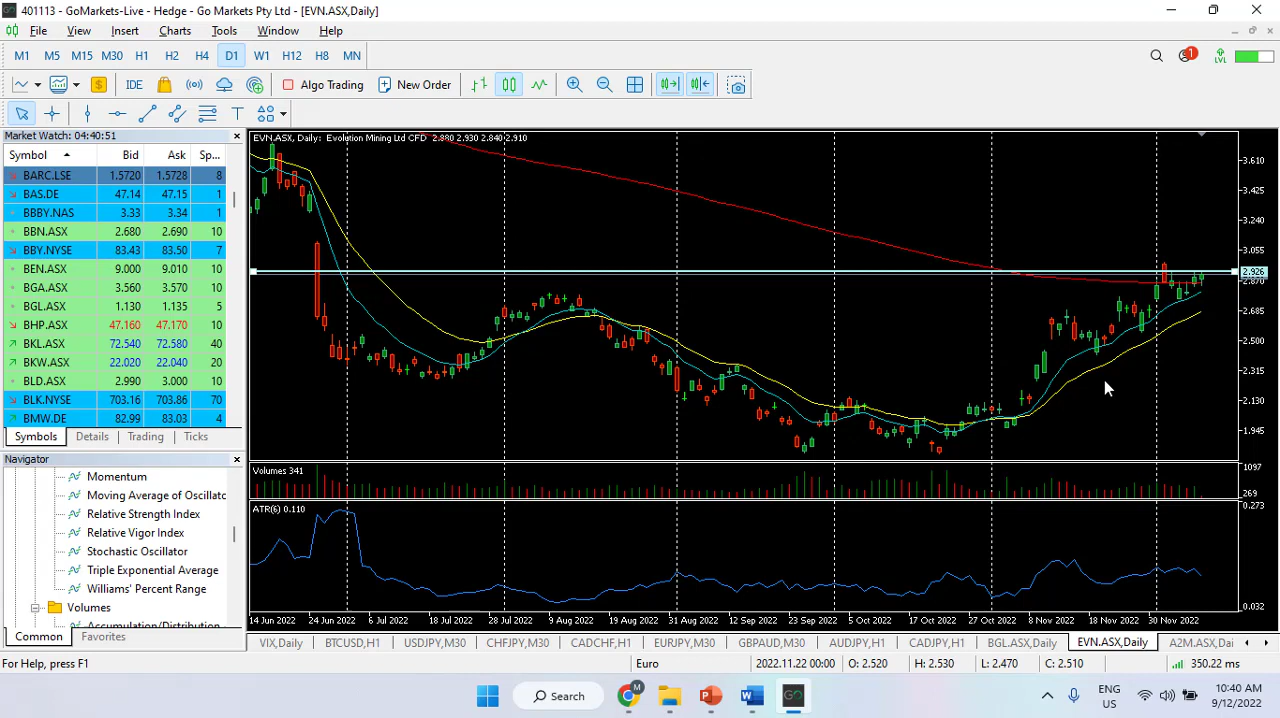 401113 - GoMarkets-Live - Hedge - Go Markets Pty Ltd - [EVN.ASX,Daily]
File View Insert Charts Tools Window Help
M1 M5 M15 M30 H1 H2 H4 D1 W1 H12 H8 MN 1 LVL
IDE Algo Trading New Order
T
Market Watch: 04:40:51
Symbol Bid Ask Sp...
BARC.LSE 1.5720 1.5728 8
BAS.DE 47.14 47.15 1
BBBY.NAS 3.33 3.34 1
BBN.ASX 2.680 2.690 10
BBY.NYSE 83.43 83.50 7
BEN.ASX 9.000 9.010 10
BGA.ASX 3.560 3.570 10
BGL.ASX 1.130 1.135 5
BHP.ASX 47.160 47.170 10
BKL.ASX 72.540 72.580 40
BKW.ASX 22.020 22.040 20
BLD.ASX 2.990 3.000 10
BLK.NYSE 703.16 703.86 70
BMW.DE 82.99 83.03 4
Symbols Details Trading Ticks
Navigator
Momentum
Moving Average of Oscillato
Relative Strength Index
Relative Vigor Index
Stochastic Oscillator
Triple Exponential Average
Williams' Percent Range
Volumes
Accumulation/Distribution
Common Favorites
EVN.ASX, Daily: Evolution Mining Ltd CFD 2.880 2.930 2.840 2.910
3.610
3.425
3.240
3.055
2.926
2.870
2.685
2.500
2.315
2.130
1.945
Volumes 341
1097
269
ATR(6) 0.110
0.273
0.032
14 Jun 2022 24 Jun 2022 6 Jul 2022 18 Jul 2022 28 Jul 2022 9 Aug 2022 19 Aug 2022 31 Aug 2022 12 Sep 2022 23 Sep 2022 5 Oct 2022 17 Oct 2022 27 Oct 2022 8 Nov 2022 18 Nov 2022 30 Nov 2022
VIX,Daily BTCUSD,H1 USDJPY,M30 CHFJPY,M30 CADCHF,H1 EURJPY,M30 GBPAUD,M30 AUDJPY,H1 CADJPY,H1 BGL.ASX,Daily EVN.ASX,Daily A2M.ASX,Dai
For Help, press F1 Euro 2022.11.22 00:00 O: 2.520 H: 2.530 L: 2.470 C: 2.510 350.22 ms
Search M P W GO ENG US 10:40 AM 9/12/2022